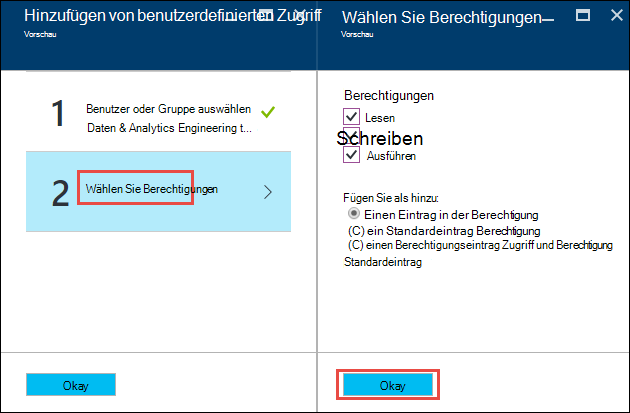 Hinzufügen von benutzerdefinierten Zugriff
Vorschau
1
Benutzer oder Gruppe auswählen
Daten & Analytics Engineering t...
2
Wählen Sie Berechtigungen
Okay
Wählen Sie Berechtigungen
Vorschau
Berechtigungen
Lesen
Schreiben
Ausführen
Fügen Sie als hinzu:
Einen Eintrag in der Berechtigung
(C) ein Standardeintrag Berechtigung
(C) einen Berechtigungseintrag Zugriff und Berechtigung
Standardeintrag
Okay